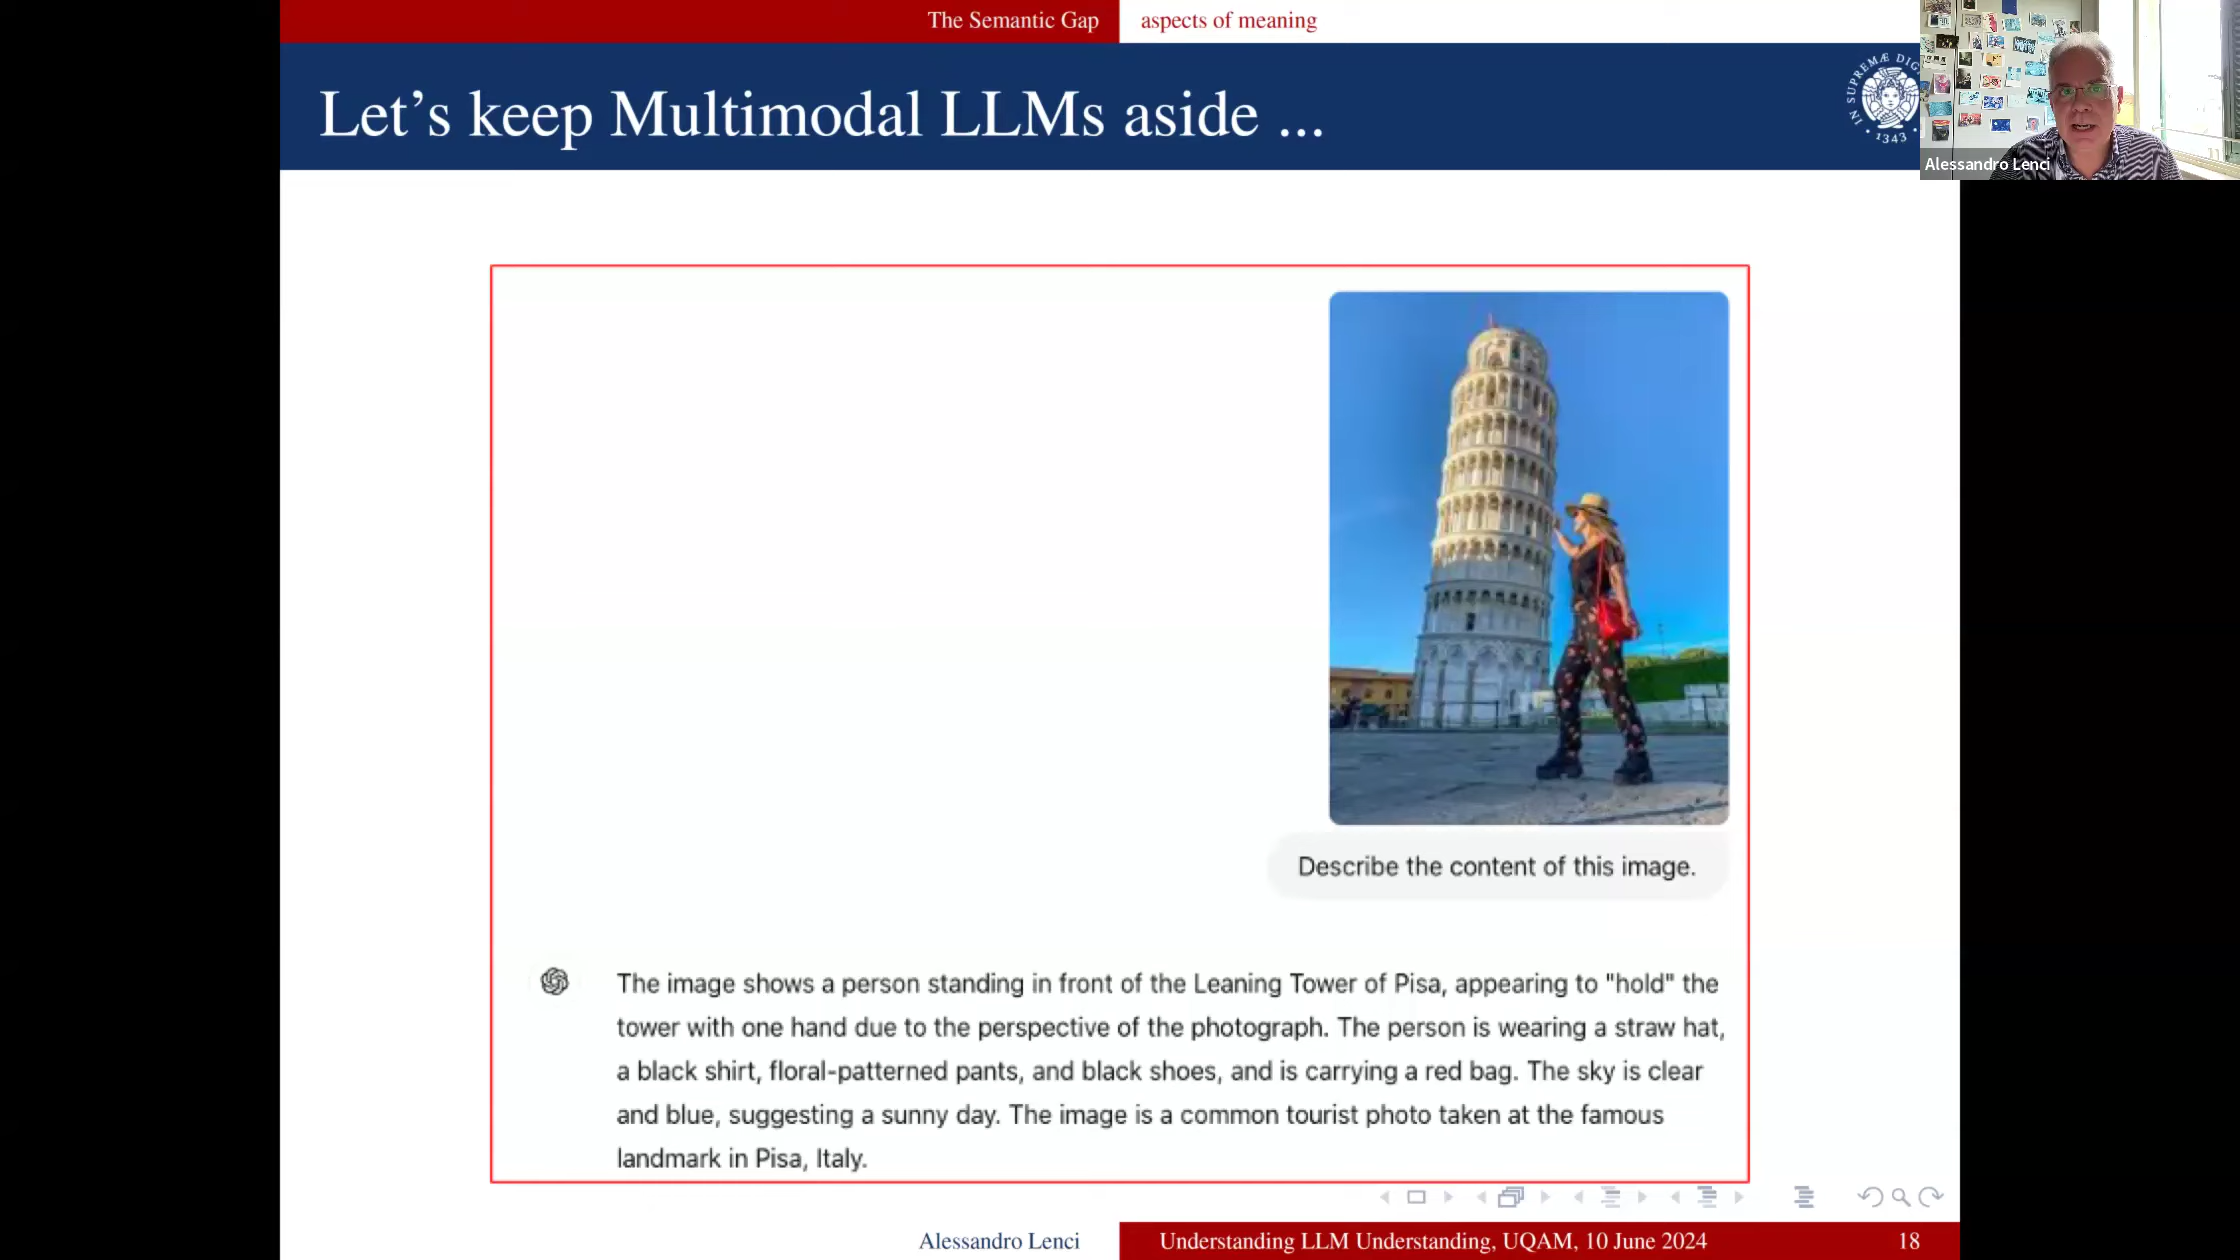 The Semantic Gap
aspects of meaning
Let's keep Multimodal LLMs aside ...
IN SUPREMÆ DIG
• 1343 •
Alessandro Lenci
Describe the content of this image.
The image shows a person standing in front of the Leaning Tower of Pisa, appearing to "hold" the
tower with one hand due to the perspective of the photograph. The person is wearing a straw hat,
a black shirt, floral-patterned pants, and black shoes, and is carrying a red bag. The sky is clear
and blue, suggesting a sunny day. The image is a common tourist photo taken at the famous
landmark in Pisa, Italy.
Alessandro Lenci
Understanding LLM Understanding, UQAM, 10 June 2024
18